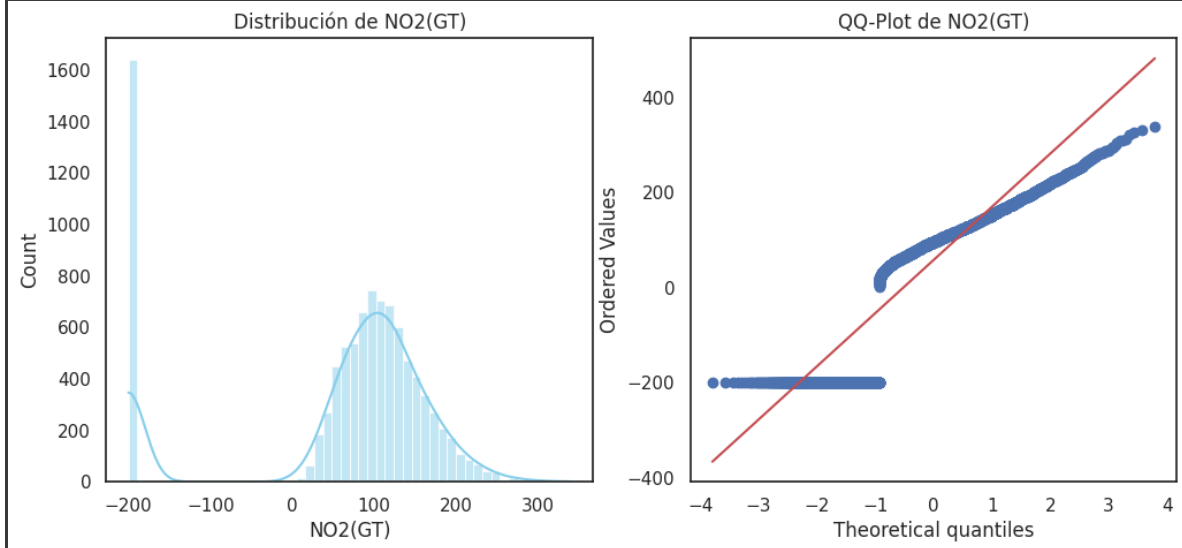 Distribución de NO2(GT)
1600
1400
1200
1000
800
600
400
200
0
Count
−200 −100 0 100 200 300
NO2(GT)
QQ-Plot de NO2(GT)
400
200
0
−200
−400
Ordered Values
−4 −3 −2 −1 0 1 2 3 4
Theoretical quantiles